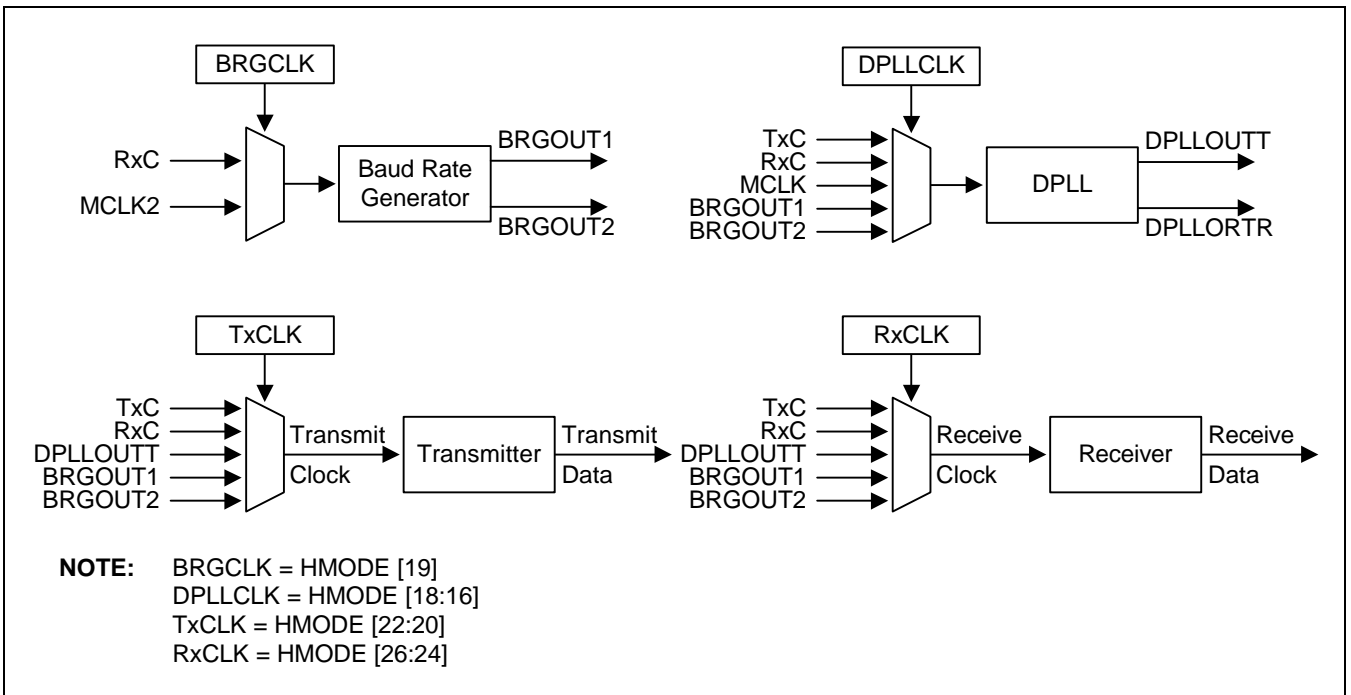 BRGCLK
RxC
MCLK2
Baud Rate
Generator
BRGOUT1
BRGOUT2
DPLLCLK
TxC
RxC
MCLK
BRGOUT1
BRGOUT2
DPLL
DPLLOUTT
DPLLORTR
TxCLK
TxC
RxC
DPLLOUTT
BRGOUT1
BRGOUT2
Transmit
Clock
Transmitter
Transmit
Data
RxCLK
TxC
RxC
DPLLOUTT
BRGOUT1
BRGOUT2
Receive
Clock
Receiver
Receive
Data
NOTE: BRGCLK = HMODE [19]
DPLLCLK = HMODE [18:16]
TxCLK = HMODE [22:20]
RxCLK = HMODE [26:24]